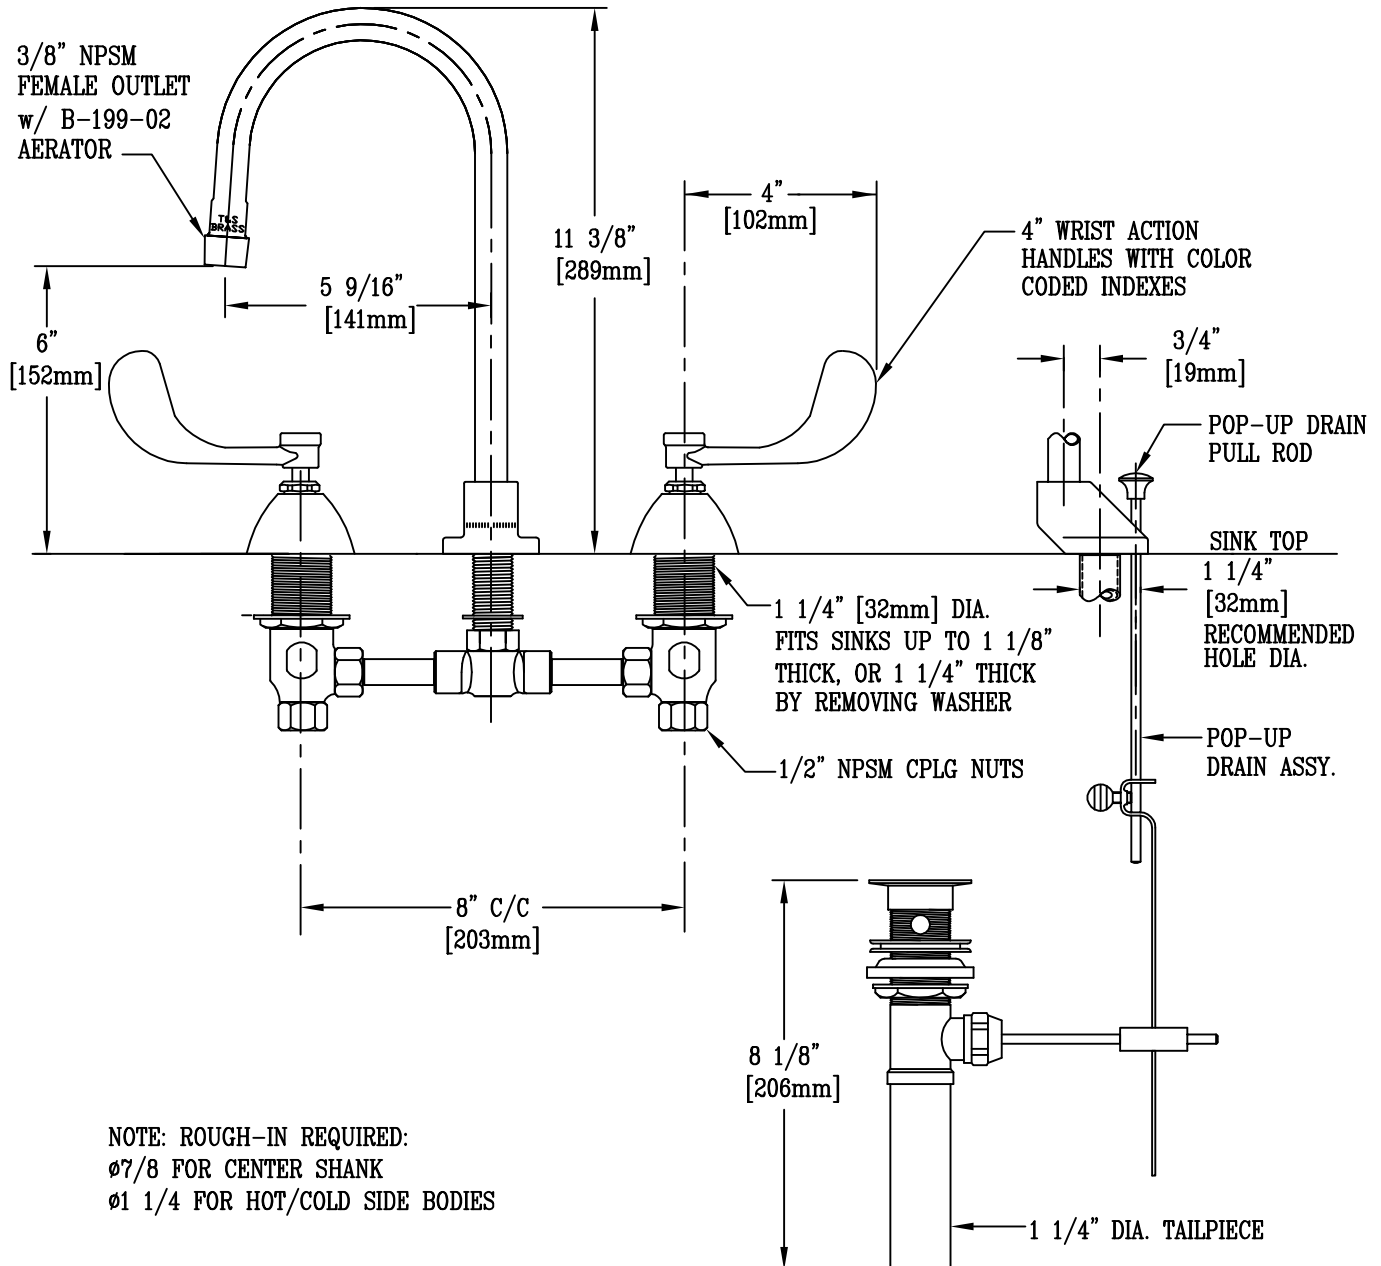 3/8" NPSM
FEMALE OUTLET
w/ B-199-02
AERATOR
T&S
BRASS
6"
[152mm]
5 9/16"
[141mm]
11 3/8"
[289mm]
4"
[102mm]
4" WRIST ACTION
HANDLES WITH COLOR
CODED INDEXES
3/4"
[19mm]
POP-UP DRAIN
PULL ROD
SINK TOP
1 1/4"
[32mm]
RECOMMENDED
HOLE DIA.
1 1/4" [32mm] DIA.
FITS SINKS UP TO 1 1/8"
THICK, OR 1 1/4" THICK
BY REMOVING WASHER
1/2" NPSM CPLG NUTS
POP-UP
DRAIN ASSY.
8" C/C
[203mm]
8 1/8"
[206mm]
NOTE: ROUGH-IN REQUIRED:
ø7/8 FOR CENTER SHANK
ø1 1/4 FOR HOT/COLD SIDE BODIES
1 1/4" DIA. TAILPIECE